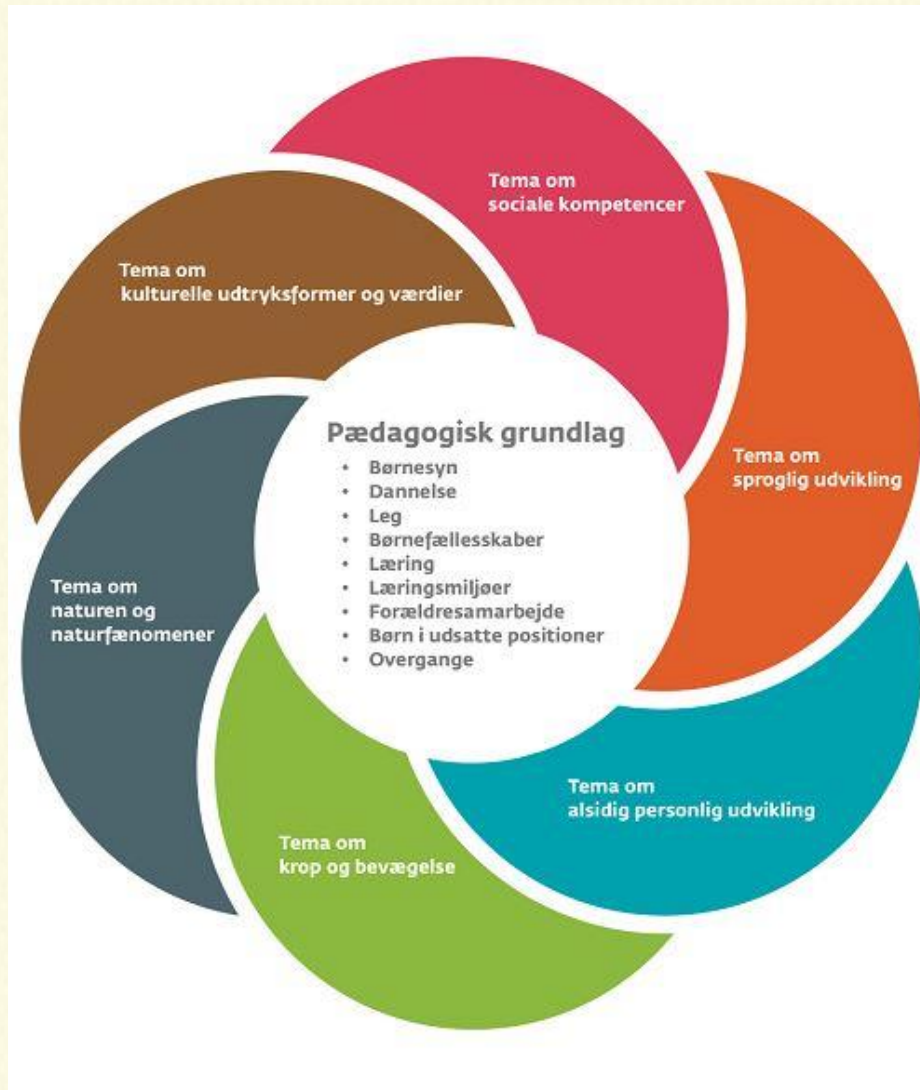 Tema om
sociale kompetencer
Tema om
kulturelle udtryksformer og værdier
Pædagogisk grundlag
• Børnesyn
• Dannelse
• Leg
• Børnefællesskaber
• Læring
• Læringsmiljøer
• Forældresamarbejde
• Børn i udsatte positioner
• Overgange
Tema om
sproglig udvikling
Tema om
naturen og
naturfænomener
Tema om
alsidig personlig udvikling
Tema om
krop og bevægelse